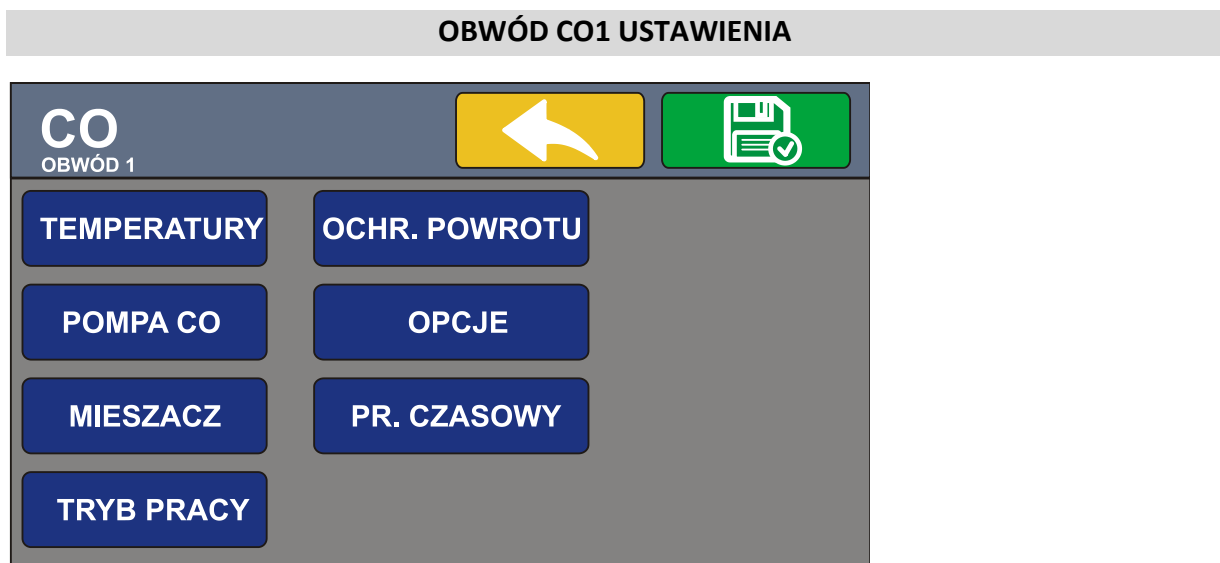 OBWÓD CO1 USTAWIENIA
CO
OBWÓD 1
TEMPERATURY
OCHR. POWROTU
POMPA CO
OPCJE
MIESZACZ
PR. CZASOWY
TRYB PRACY